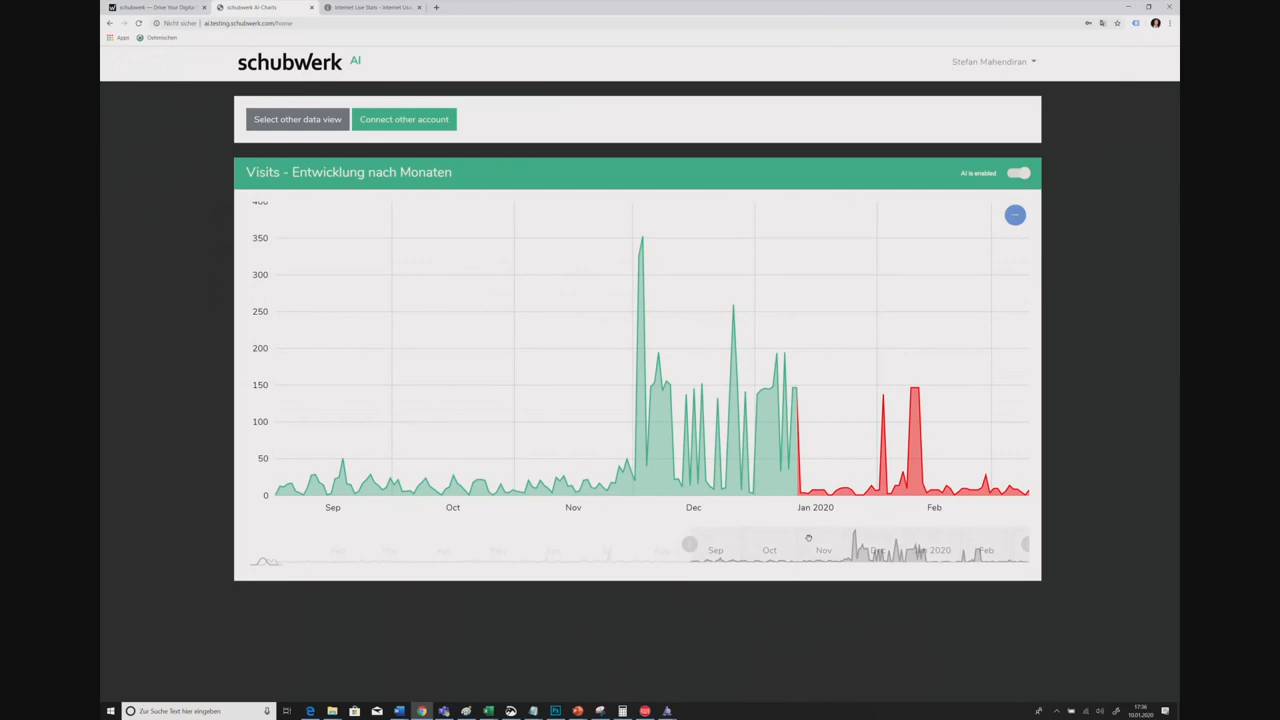 schubwerk — Drive Your Digital
schubwerk AI-Charts
Internet Live Stats - Internet Usa
Nicht sicher | ai.testing.schubwerk.com/home
Apps
Oehmischen
schubwerk AI
Stefan Mahendiran
Select other data view
Connect other account
Visits - Entwicklung nach Monaten
AI is enabled
400
350
300
250
200
150
100
50
0
Sep
Oct
Nov
Dec
Jan 2020
Feb
Sep
Oct
Nov
Dec
2020
Feb
Zur Suche Text hier eingeben
17:36
10.01.2020